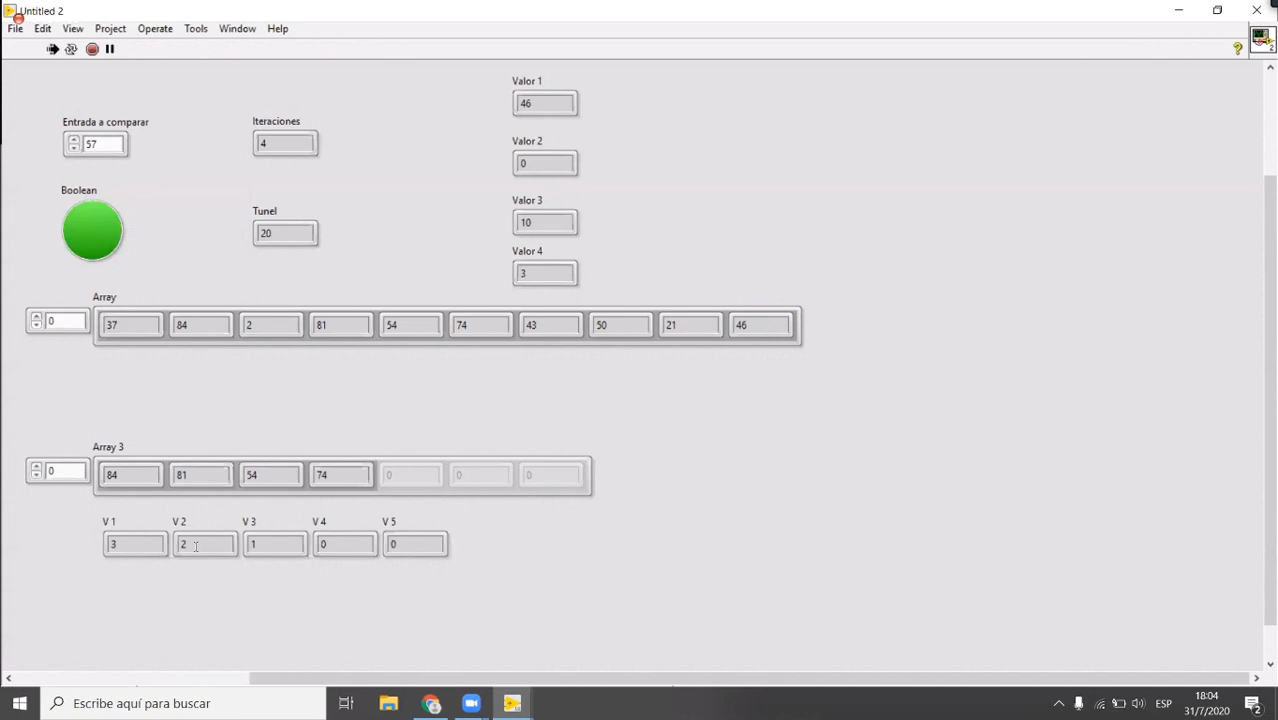 Untitled 2
File Edit View Project Operate Tools Window Help
?
2
Valor 1
46
Entrada a comparar
57
Iteraciones
4
Valor 2
0
Boolean
Valor 3
10
Tunel
20
Valor 4
3
Array
0 37 84 2 81 54 74 43 50 21 46
Array 3
0 84 81 54 74 0 0 0
V 1 V 2 V 3 V 4 V 5
3 2 1 0 0
Escribe aquí para buscar
ESP
18:04
31/7/2020
2